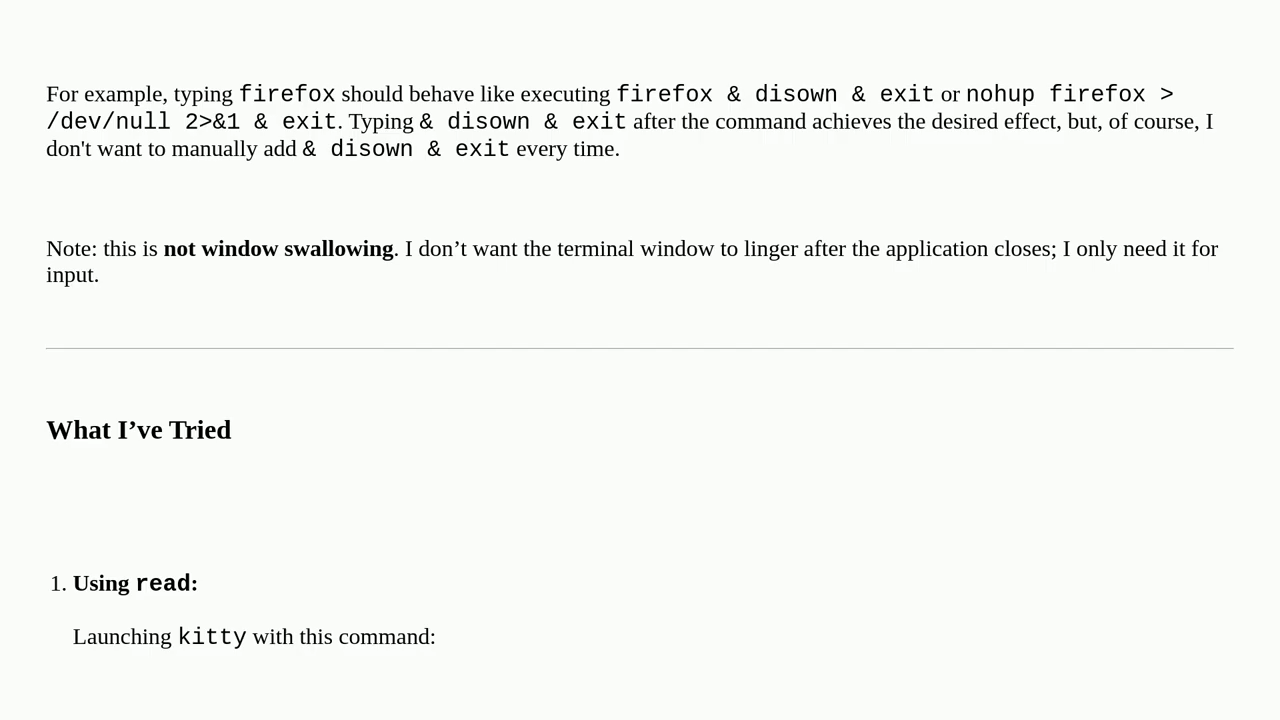 For example, typing firefox should behave like executing firefox & disown & exit or nohup firefox >
/dev/null 2>&1 & exit. Typing & disown & exit after the command achieves the desired effect, but, of course, I
don't want to manually add & disown & exit every time.
Note: this is not window swallowing. I don’t want the terminal window to linger after the application closes; I only need it for
input.
What I’ve Tried
1. Using read:
Launching kitty with this command: